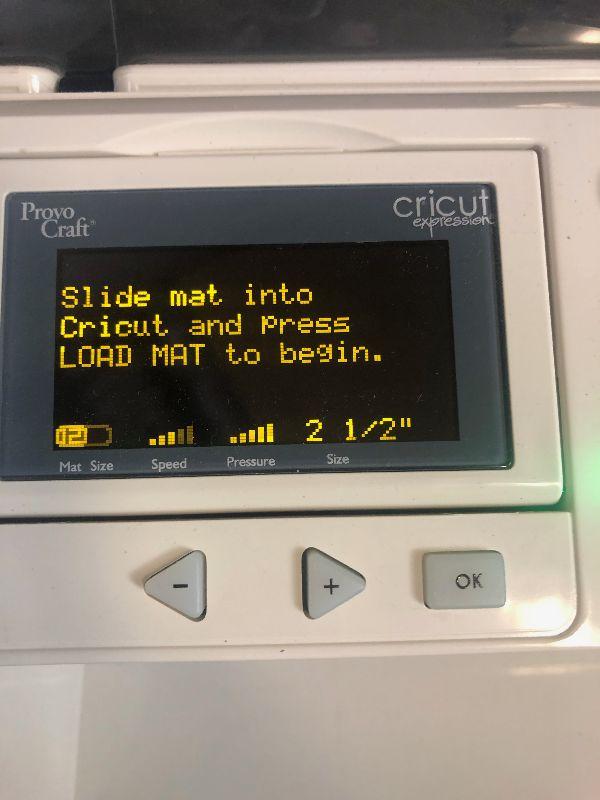 Provo
Craft®
cricut
expression
Slide mat into
Cricut and press
LOAD MAT to begin.
12 2 1/2"
Mat Size Speed Pressure Size
- + OK